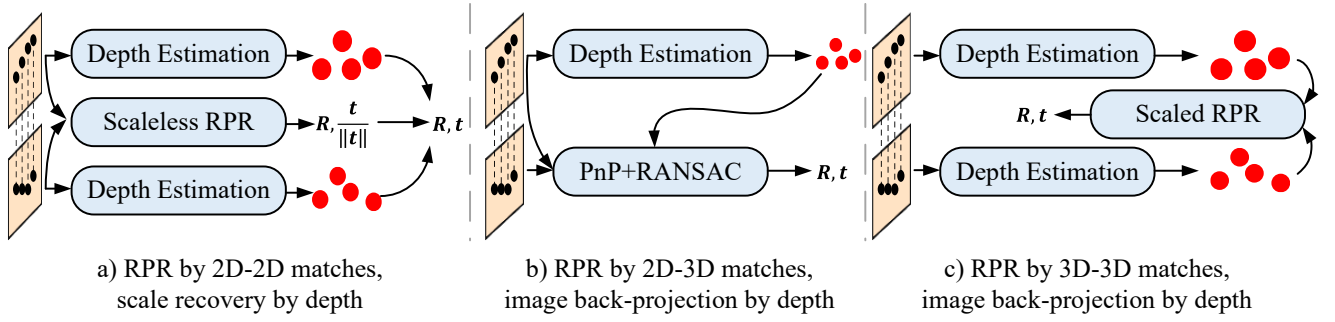 Depth Estimation
Scaleless RPR
R, t/‖t‖
R, t
Depth Estimation
a) RPR by 2D-2D matches,
scale recovery by depth
Depth Estimation
PnP+RANSAC
R, t
b) RPR by 2D-3D matches,
image back-projection by depth
Depth Estimation
R, t
Scaled RPR
Depth Estimation
c) RPR by 3D-3D matches,
image back-projection by depth